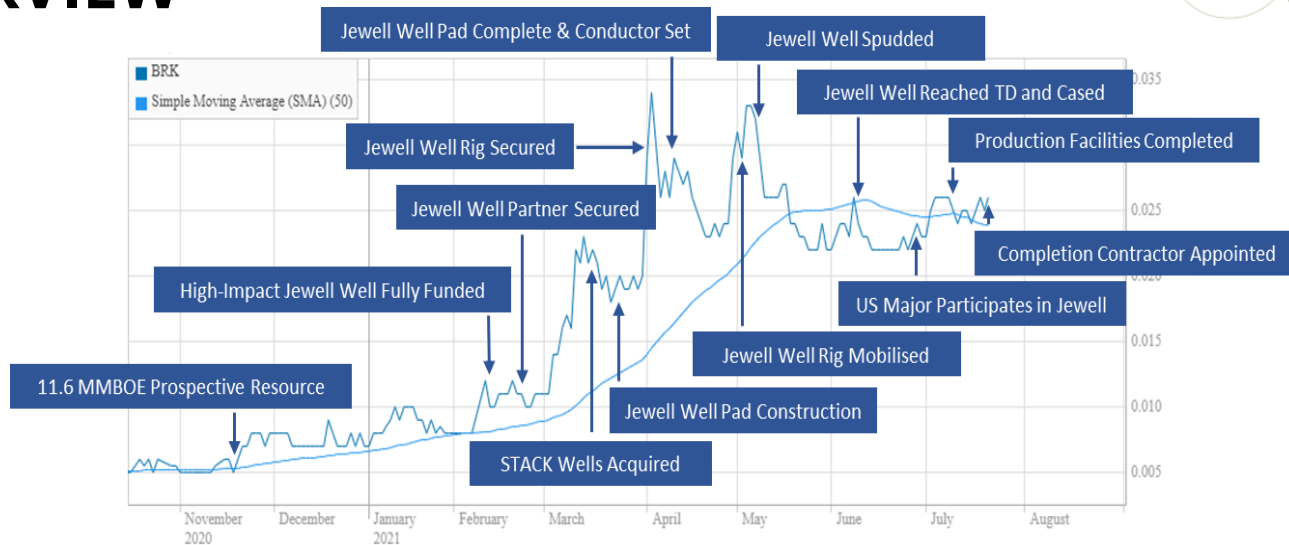 Jewell Well Pad Complete & Conductor Set
Jewell Well Spudded
BRK
Simple Moving Average (SMA) (50)
0.035
Jewell Well Reached TD and Cased
Production Facilities Completed
Jewell Well Rig Secured
Jewell Well Partner Secured
0.025
Completion Contractor Appointed
0.020
High-Impact Jewell Well Fully Funded
US Major Participates in Jewell
0.015
Jewell Well Rig Mobilised
11.6 MMBOE Prospective Resource
0.010
Jewell Well Pad Construction
STACK Wells Acquired
0.005
November
2020
December
January
2021
February
March
April
May
June
July
August